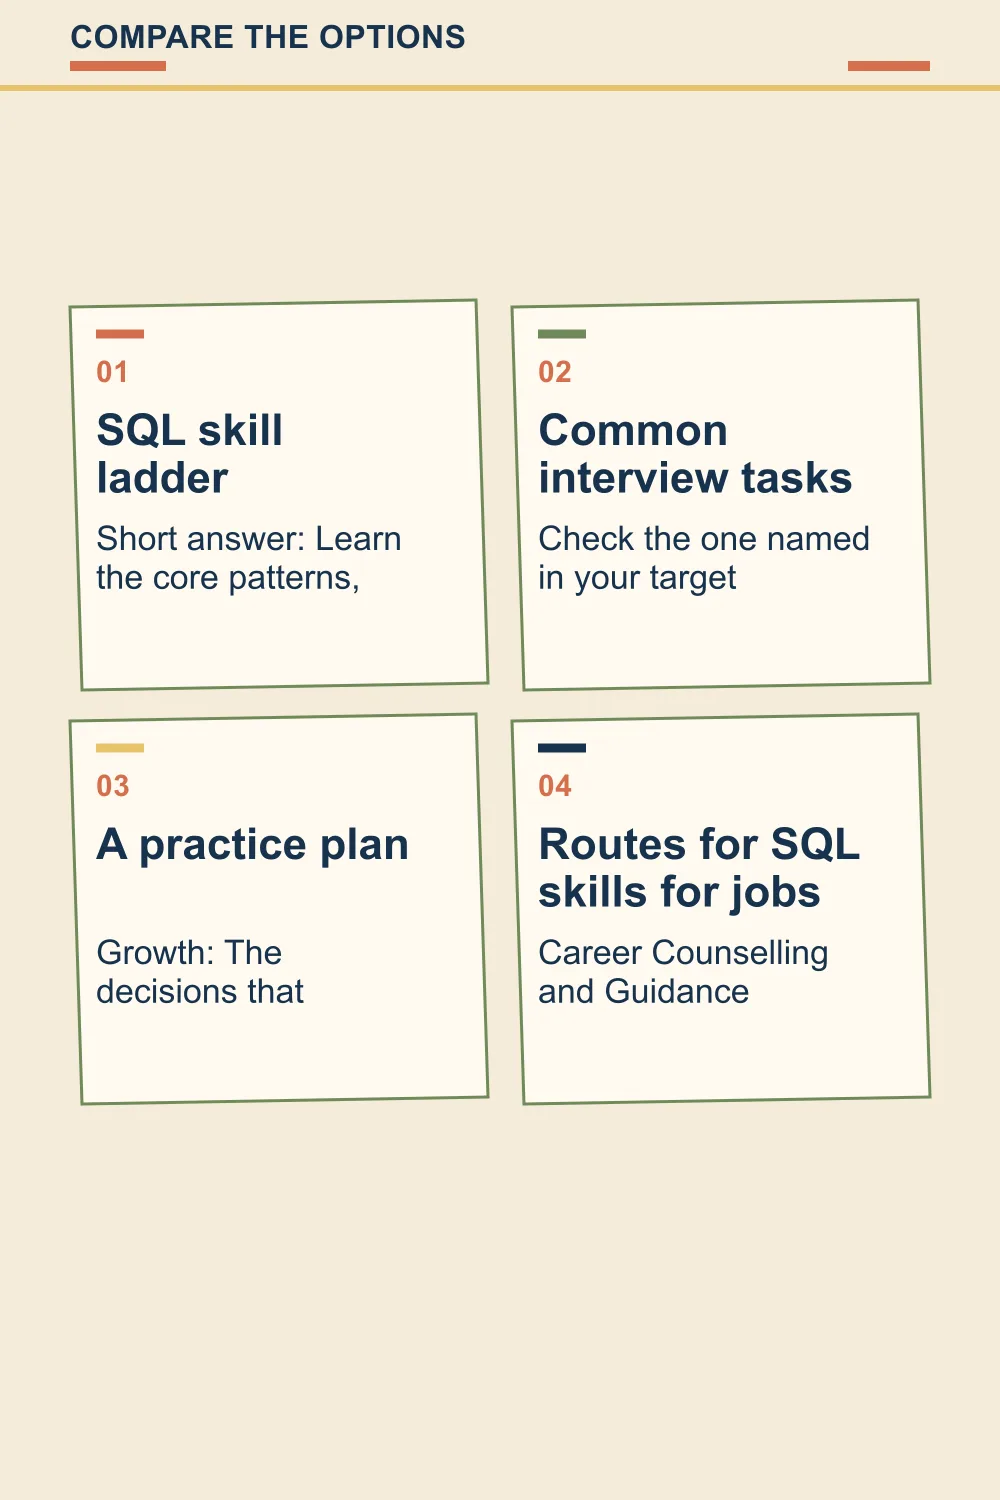 COMPARE THE OPTIONS
01
SQL skill
ladder
Short answer: Learn
the core patterns,
02
Common
interview tasks
Check the one named
in your target
03
A practice plan
Growth: The
decisions that
04
Routes for SQL
skills for jobs
Career Counselling
and Guidance